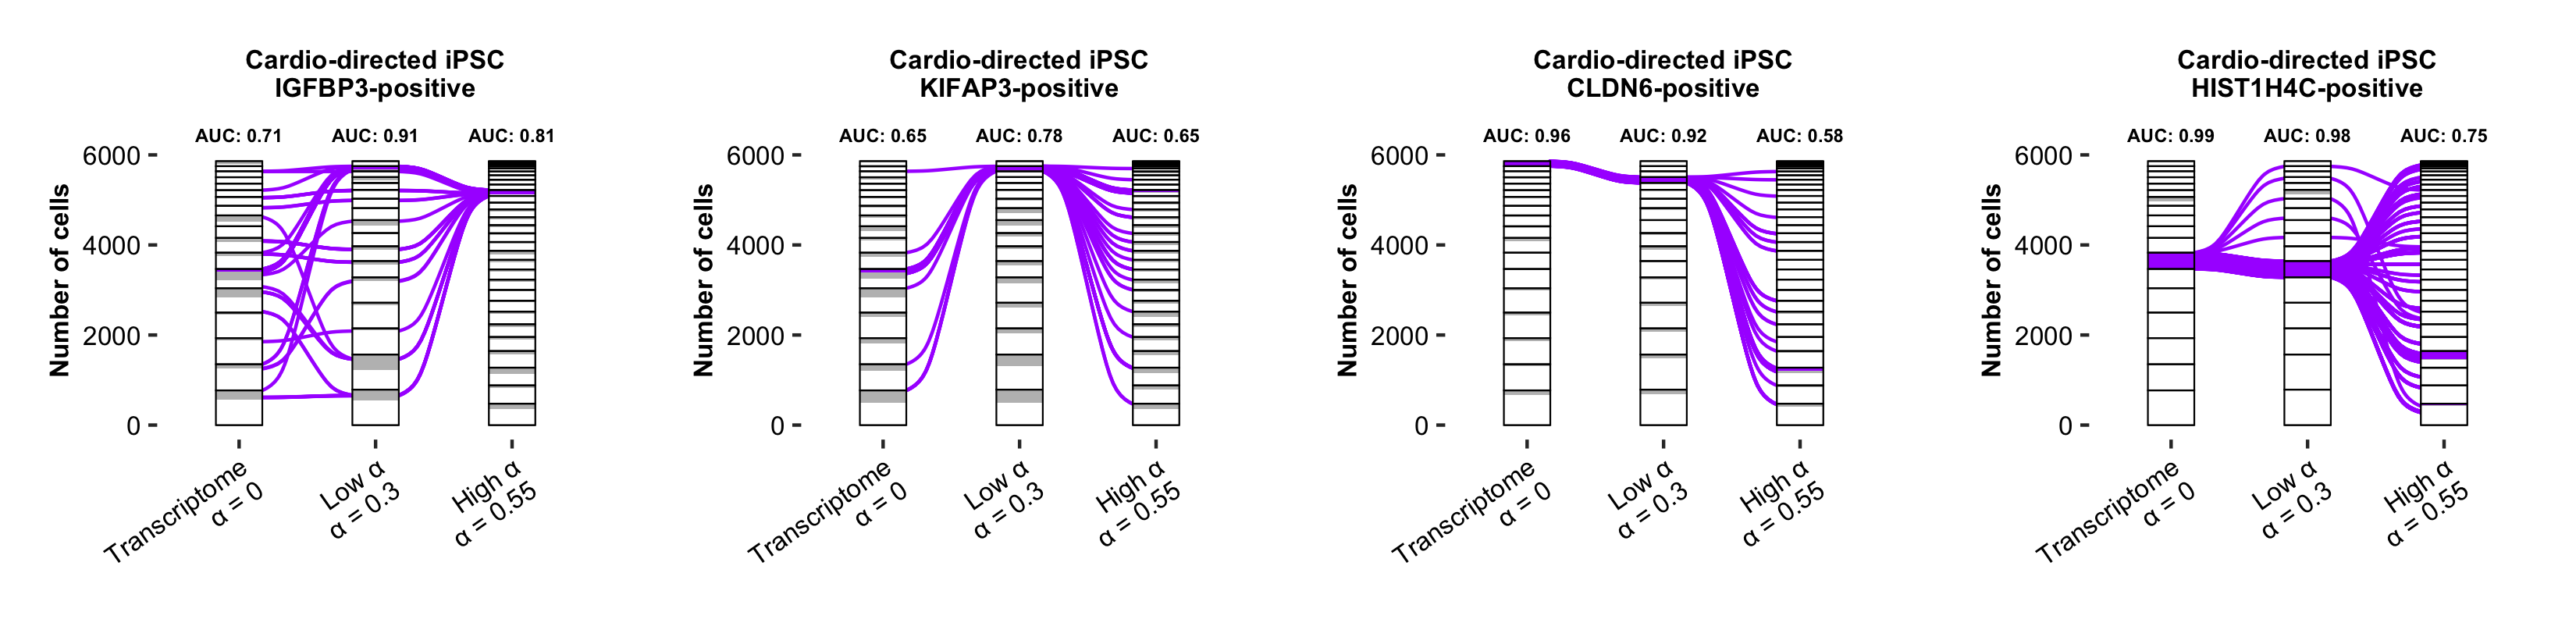 Cardio-directed iPSC
IGFBP3-positive
AUC: 0.71 AUC: 0.91 AUC: 0.81
Number of cells
6000
4000
2000
0
Transcriptome
α = 0
Low α
α = 0.3
High α
α = 0.55
Cardio-directed iPSC
KIFAP3-positive
AUC: 0.65 AUC: 0.78 AUC: 0.65
Number of cells
6000
4000
2000
0
Transcriptome
α = 0
Low α
α = 0.3
High α
α = 0.55
Cardio-directed iPSC
CLDN6-positive
AUC: 0.96 AUC: 0.92 AUC: 0.58
Number of cells
6000
4000
2000
0
Transcriptome
α = 0
Low α
α = 0.3
High α
α = 0.55
Cardio-directed iPSC
HIST1H4C-positive
AUC: 0.99 AUC: 0.98 AUC: 0.75
Number of cells
6000
4000
2000
0
Transcriptome
α = 0
Low α
α = 0.3
High α
α = 0.55